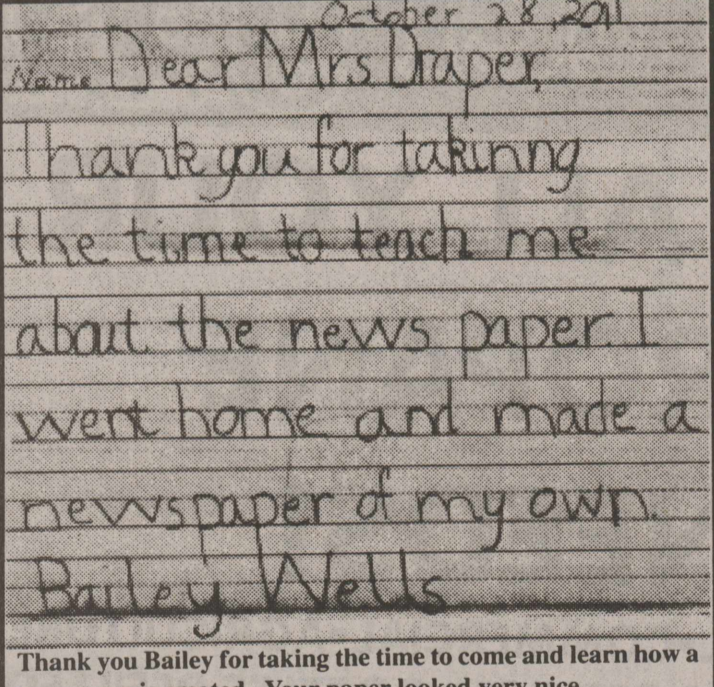 October 28, 2011
Name Dear Mrs Draper,
Thank you for takinng
the time to teach me
about the news paper. I
went home and made a
newspaper of my own.
Bailey Wells
Thank you Bailey for taking the time to come and learn how a
Your paper looked very nice